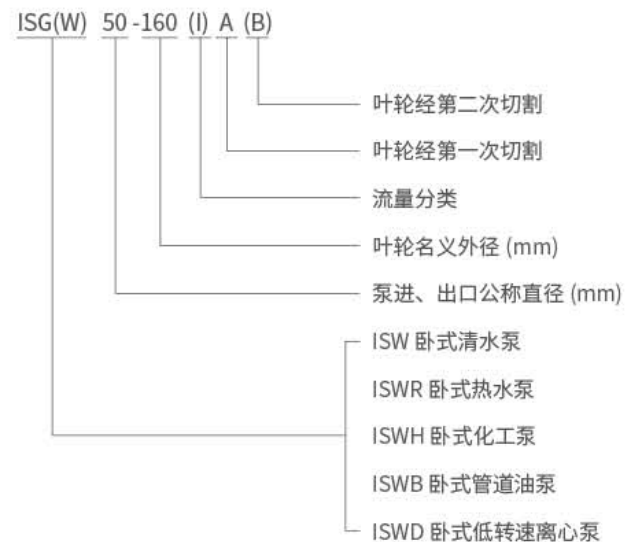 ISG(W) 50 -160 (I) A (B)
叶轮经第二次切割
叶轮经第一次切割
流量分类
叶轮名义外径 (mm)
泵进、出口公称直径 (mm)
ISW 卧式清水泵
ISWR 卧式热水泵
ISWH 卧式化工泵
ISWB 卧式管道油泵
ISWD 卧式低转速离心泵